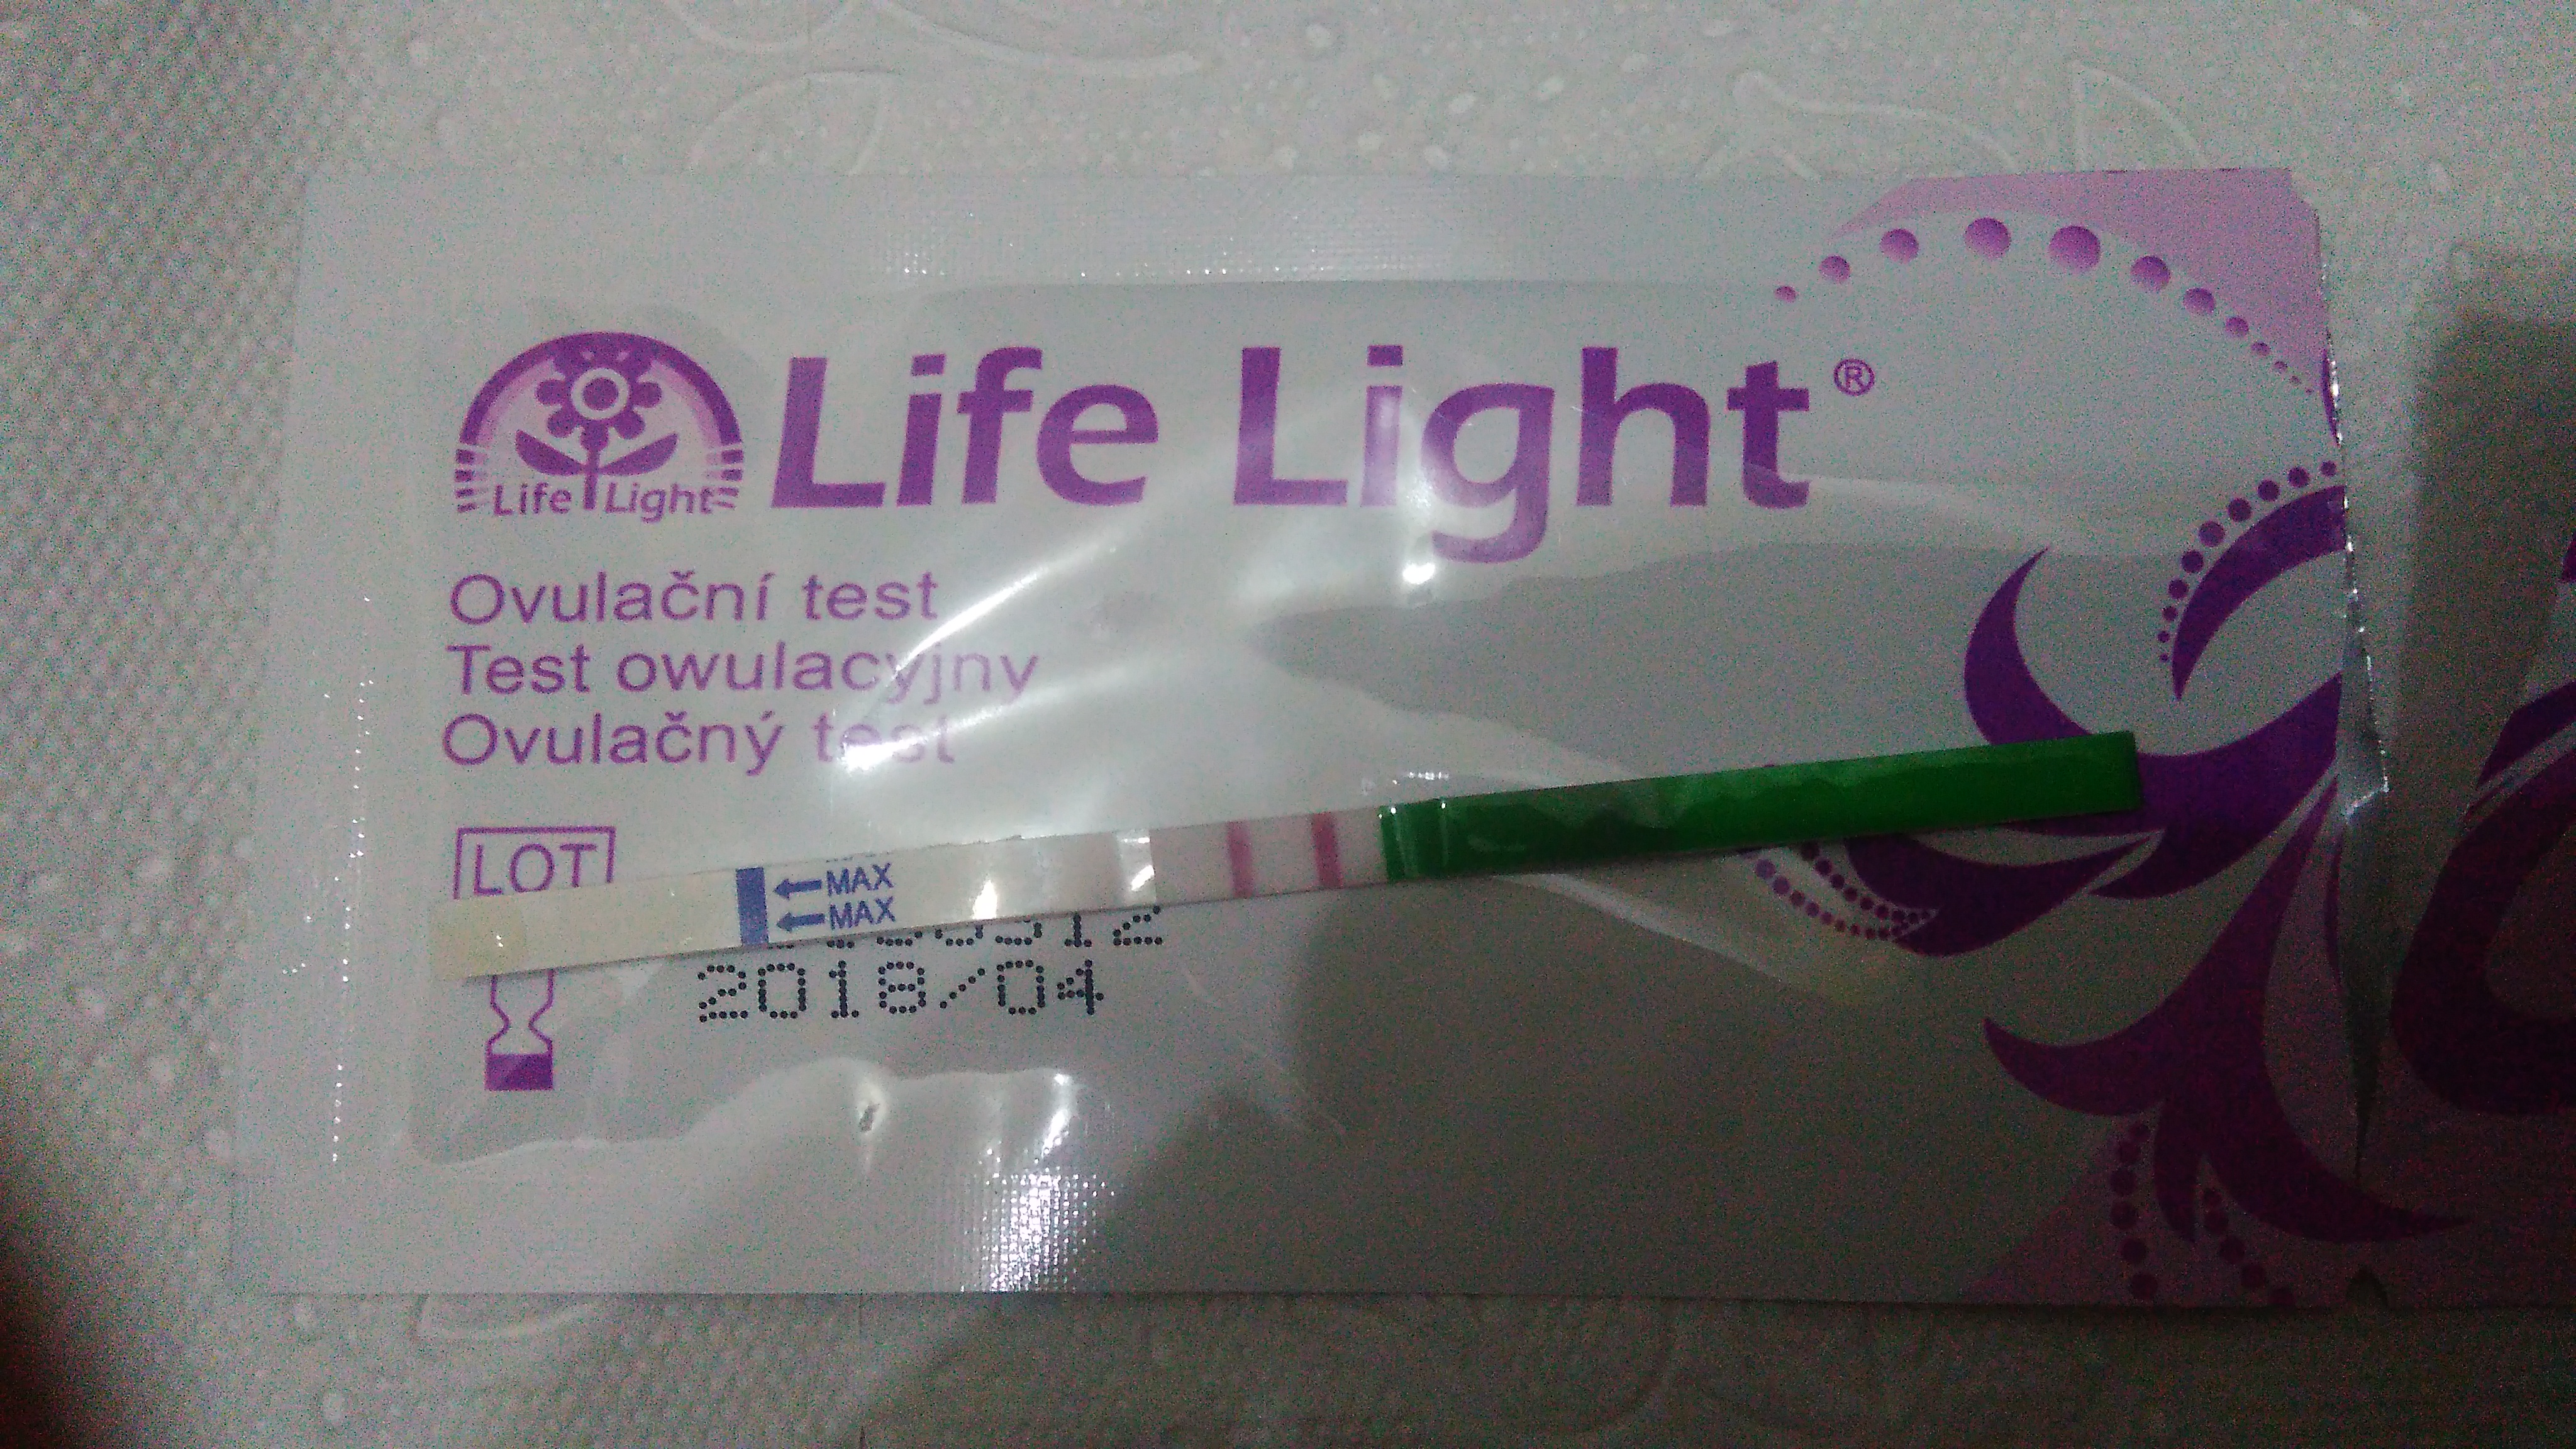 Life Light
Life Light®
Ovulační test
Test owulacyjny
Ovulačný test
LOT
MAX
MAX
2018/04